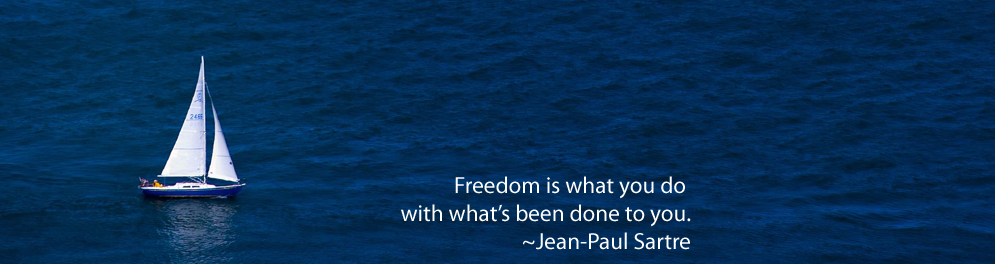 Freedom is what you do
with what's been done to you.
~Jean-Paul Sartre